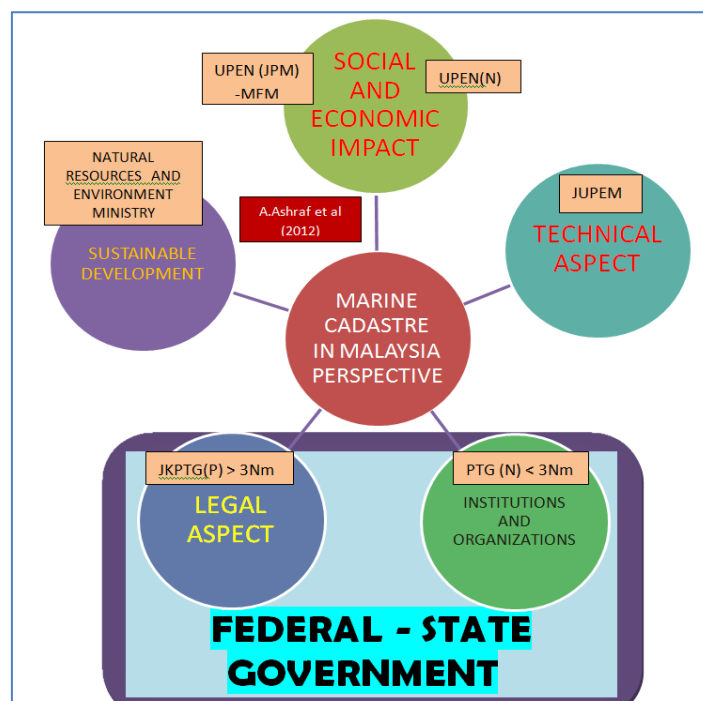 UPEN (JPM)
-MFM
SOCIAL
AND
ECONOMIC
IMPACT
UPEN(N)
NATURAL
RESOURCES AND
ENVIRONMENT
MINISTRY
SUSTAINABLE
DEVELOPMENT
A.Ashraf et al
(2012)
JUPEM
TECHNICAL
ASPECT
MARINE
CADASTRE
IN MALAYSIA
PERSPECTIVE
JKPTG(P) > 3Nm
LEGAL
ASPECT
PTG (N) < 3Nm
INSTITUTIONS
AND
ORGANIZATIONS
FEDERAL - STATE
GOVERNMENT